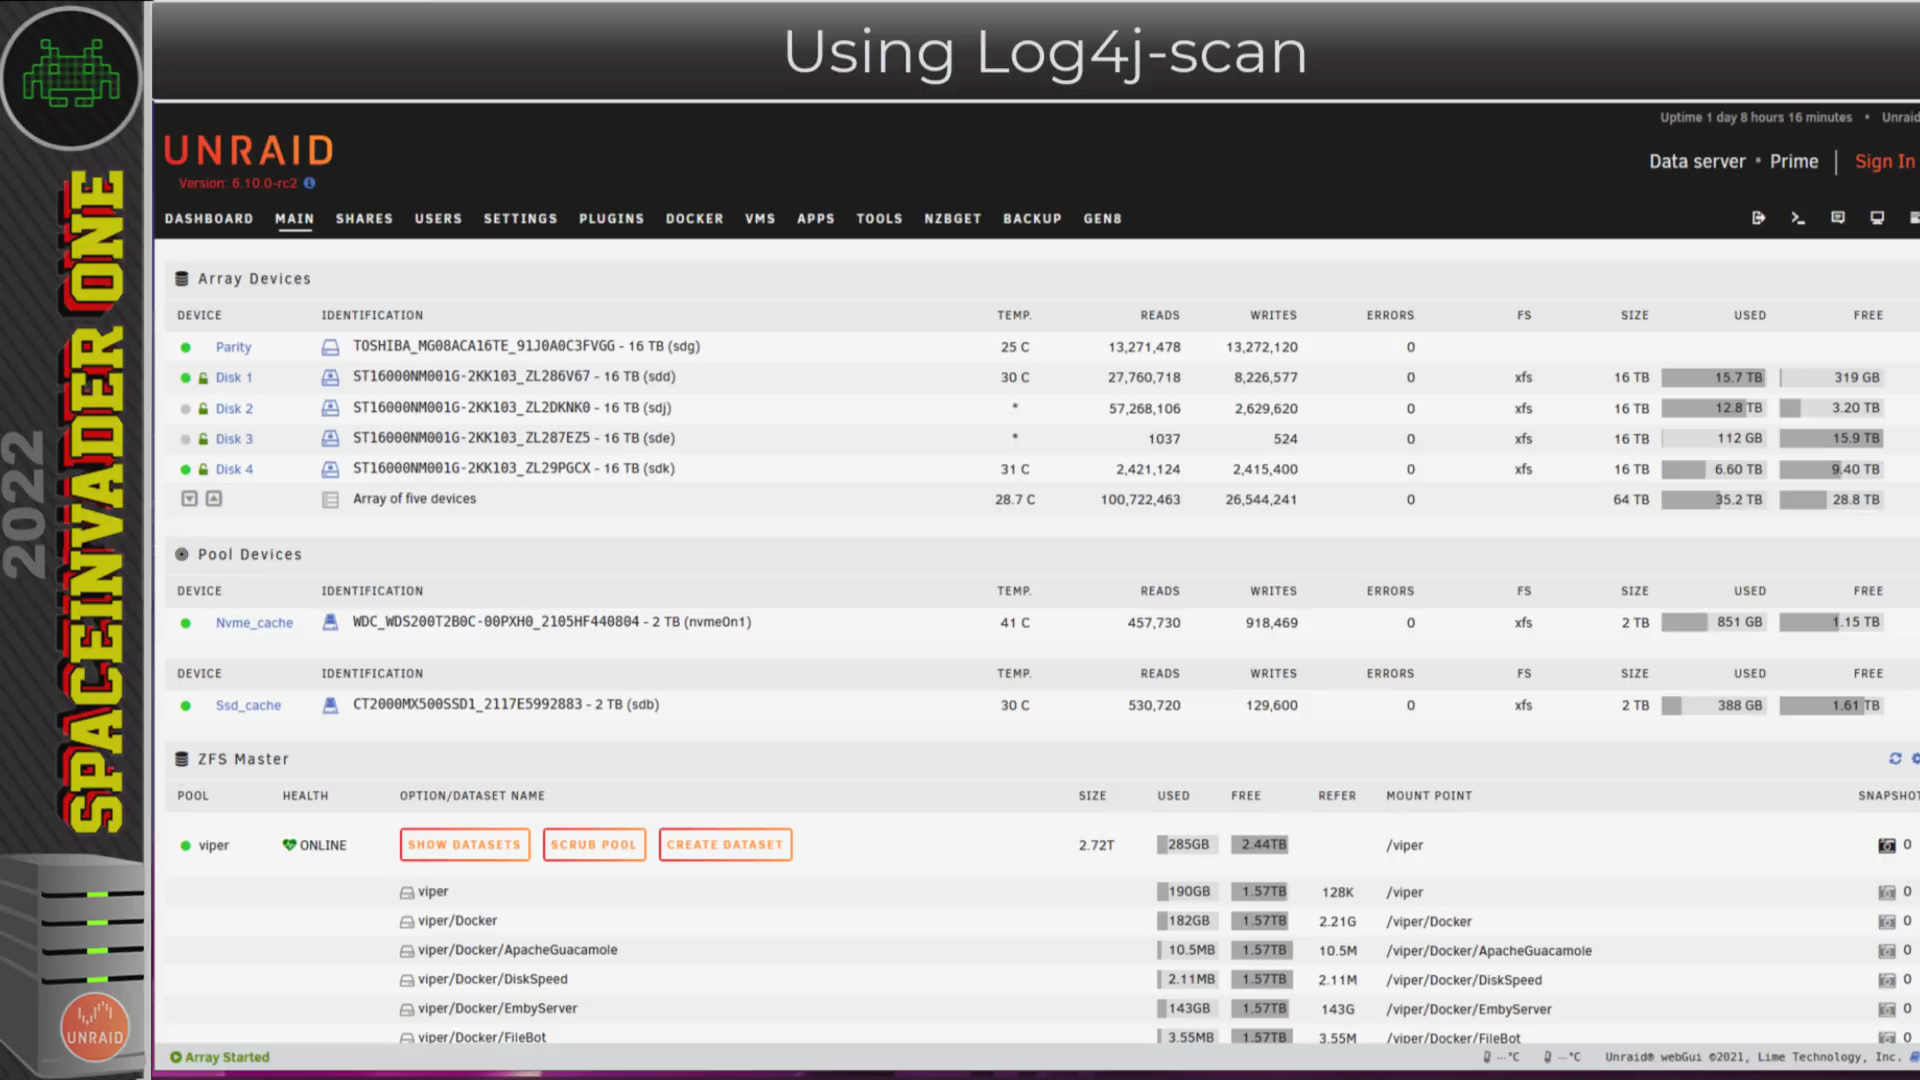 Using Log4j-scan
2022
SPACEINVADER ONE
UNRAID
UNRAID
Version: 6.10.0-rc2
Uptime 1 day 8 hours 16 minutes • Unraid
Data server • Prime | Sign In
DASHBOARD MAIN SHARES USERS SETTINGS PLUGINS DOCKER VMS APPS TOOLS NZBGET BACKUP GEN8
Array Devices
DEVICE IDENTIFICATION TEMP. READS WRITES ERRORS FS SIZE USED FREE
Parity TOSHIBA_MG08ACA16TE_91J0A0C3FVGG - 16 TB (sdg) 25 C 13,271,478 13,272,120 0
Disk 1 ST16000NM001G-2KK103_ZL286V67 - 16 TB (sdd) 30 C 27,760,718 8,226,577 0 xfs 16 TB 15.7 TB 319 GB
Disk 2 ST16000NM001G-2KK103_ZL2DKNK0 - 16 TB (sdj) * 57,268,106 2,629,620 0 xfs 16 TB 12.8 TB 3.20 TB
Disk 3 ST16000NM001G-2KK103_ZL287EZ5 - 16 TB (sde) * 1037 524 0 xfs 16 TB 112 GB 15.9 TB
Disk 4 ST16000NM001G-2KK103_ZL29PGCX - 16 TB (sdk) 31 C 2,421,124 2,415,400 0 xfs 16 TB 6.60 TB 9.40 TB
Array of five devices 28.7 C 100,722,463 26,544,241 0 64 TB 35.2 TB 28.8 TB
Pool Devices
DEVICE IDENTIFICATION TEMP. READS WRITES ERRORS FS SIZE USED FREE
Nvme_cache WDC_WDS200T2B0C-00PXH0_2105HF440804 - 2 TB (nvme0n1) 41 C 457,730 918,469 0 xfs 2 TB 851 GB 1.15 TB
DEVICE IDENTIFICATION TEMP. READS WRITES ERRORS FS SIZE USED FREE
Ssd_cache CT2000MX500SSD1_2117E5992883 - 2 TB (sdb) 30 C 530,720 129,600 0 xfs 2 TB 388 GB 1.61 TB
ZFS Master
POOL HEALTH OPTION/DATASET NAME SIZE USED FREE REFER MOUNT POINT SNAPSHOT
viper ONLINE SHOW DATASETS SCRUB POOL CREATE DATASET 2.72T 285GB 2.44TB /viper 0
viper 190GB 1.57TB 128K /viper 0
viper/Docker 182GB 1.57TB 2.21G /viper/Docker 0
viper/Docker/ApacheGuacamole 10.5MB 1.57TB 10.5M /viper/Docker/ApacheGuacamole 0
viper/Docker/DiskSpeed 2.11MB 1.57TB 2.11M /viper/Docker/DiskSpeed 0
viper/Docker/EmbyServer 143GB 1.57TB 143G /viper/Docker/EmbyServer 0
viper/Docker/FileBot 3.55MB 1.57TB 3.55M /viper/Docker/FileBot 0
Array Started --°C --°C Unraid® webGui ©2021, Lime Technology, Inc.